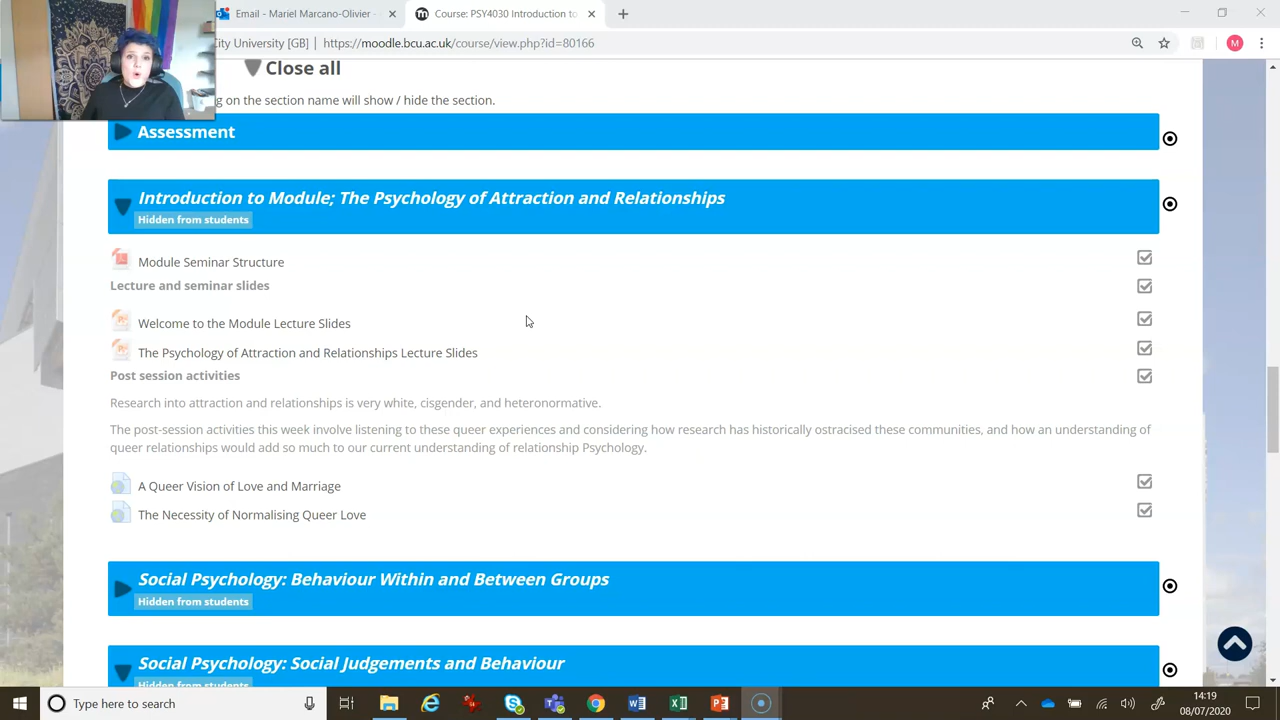 Email - Mariel Marcano-Olivier -
Course: PSY4030 Introduction to
City University [GB] | https://moodle.bcu.ac.uk/course/view.php?id=80166
M
Close all
g on the section name will show / hide the section.
Assessment
Introduction to Module; The Psychology of Attraction and Relationships
Hidden from students
Module Seminar Structure
Lecture and seminar slides
Welcome to the Module Lecture Slides
The Psychology of Attraction and Relationships Lecture Slides
Post session activities
Research into attraction and relationships is very white, cisgender, and heteronormative.
The post-session activities this week involve listening to these queer experiences and considering how research has historically ostracised these communities, and how an understanding of
queer relationships would add so much to our current understanding of relationship Psychology.
A Queer Vision of Love and Marriage
The Necessity of Normalising Queer Love
Social Psychology: Behaviour Within and Between Groups
Hidden from students
Social Psychology: Social Judgements and Behaviour
Hidden from students
Type here to search
14:19
08/07/2020